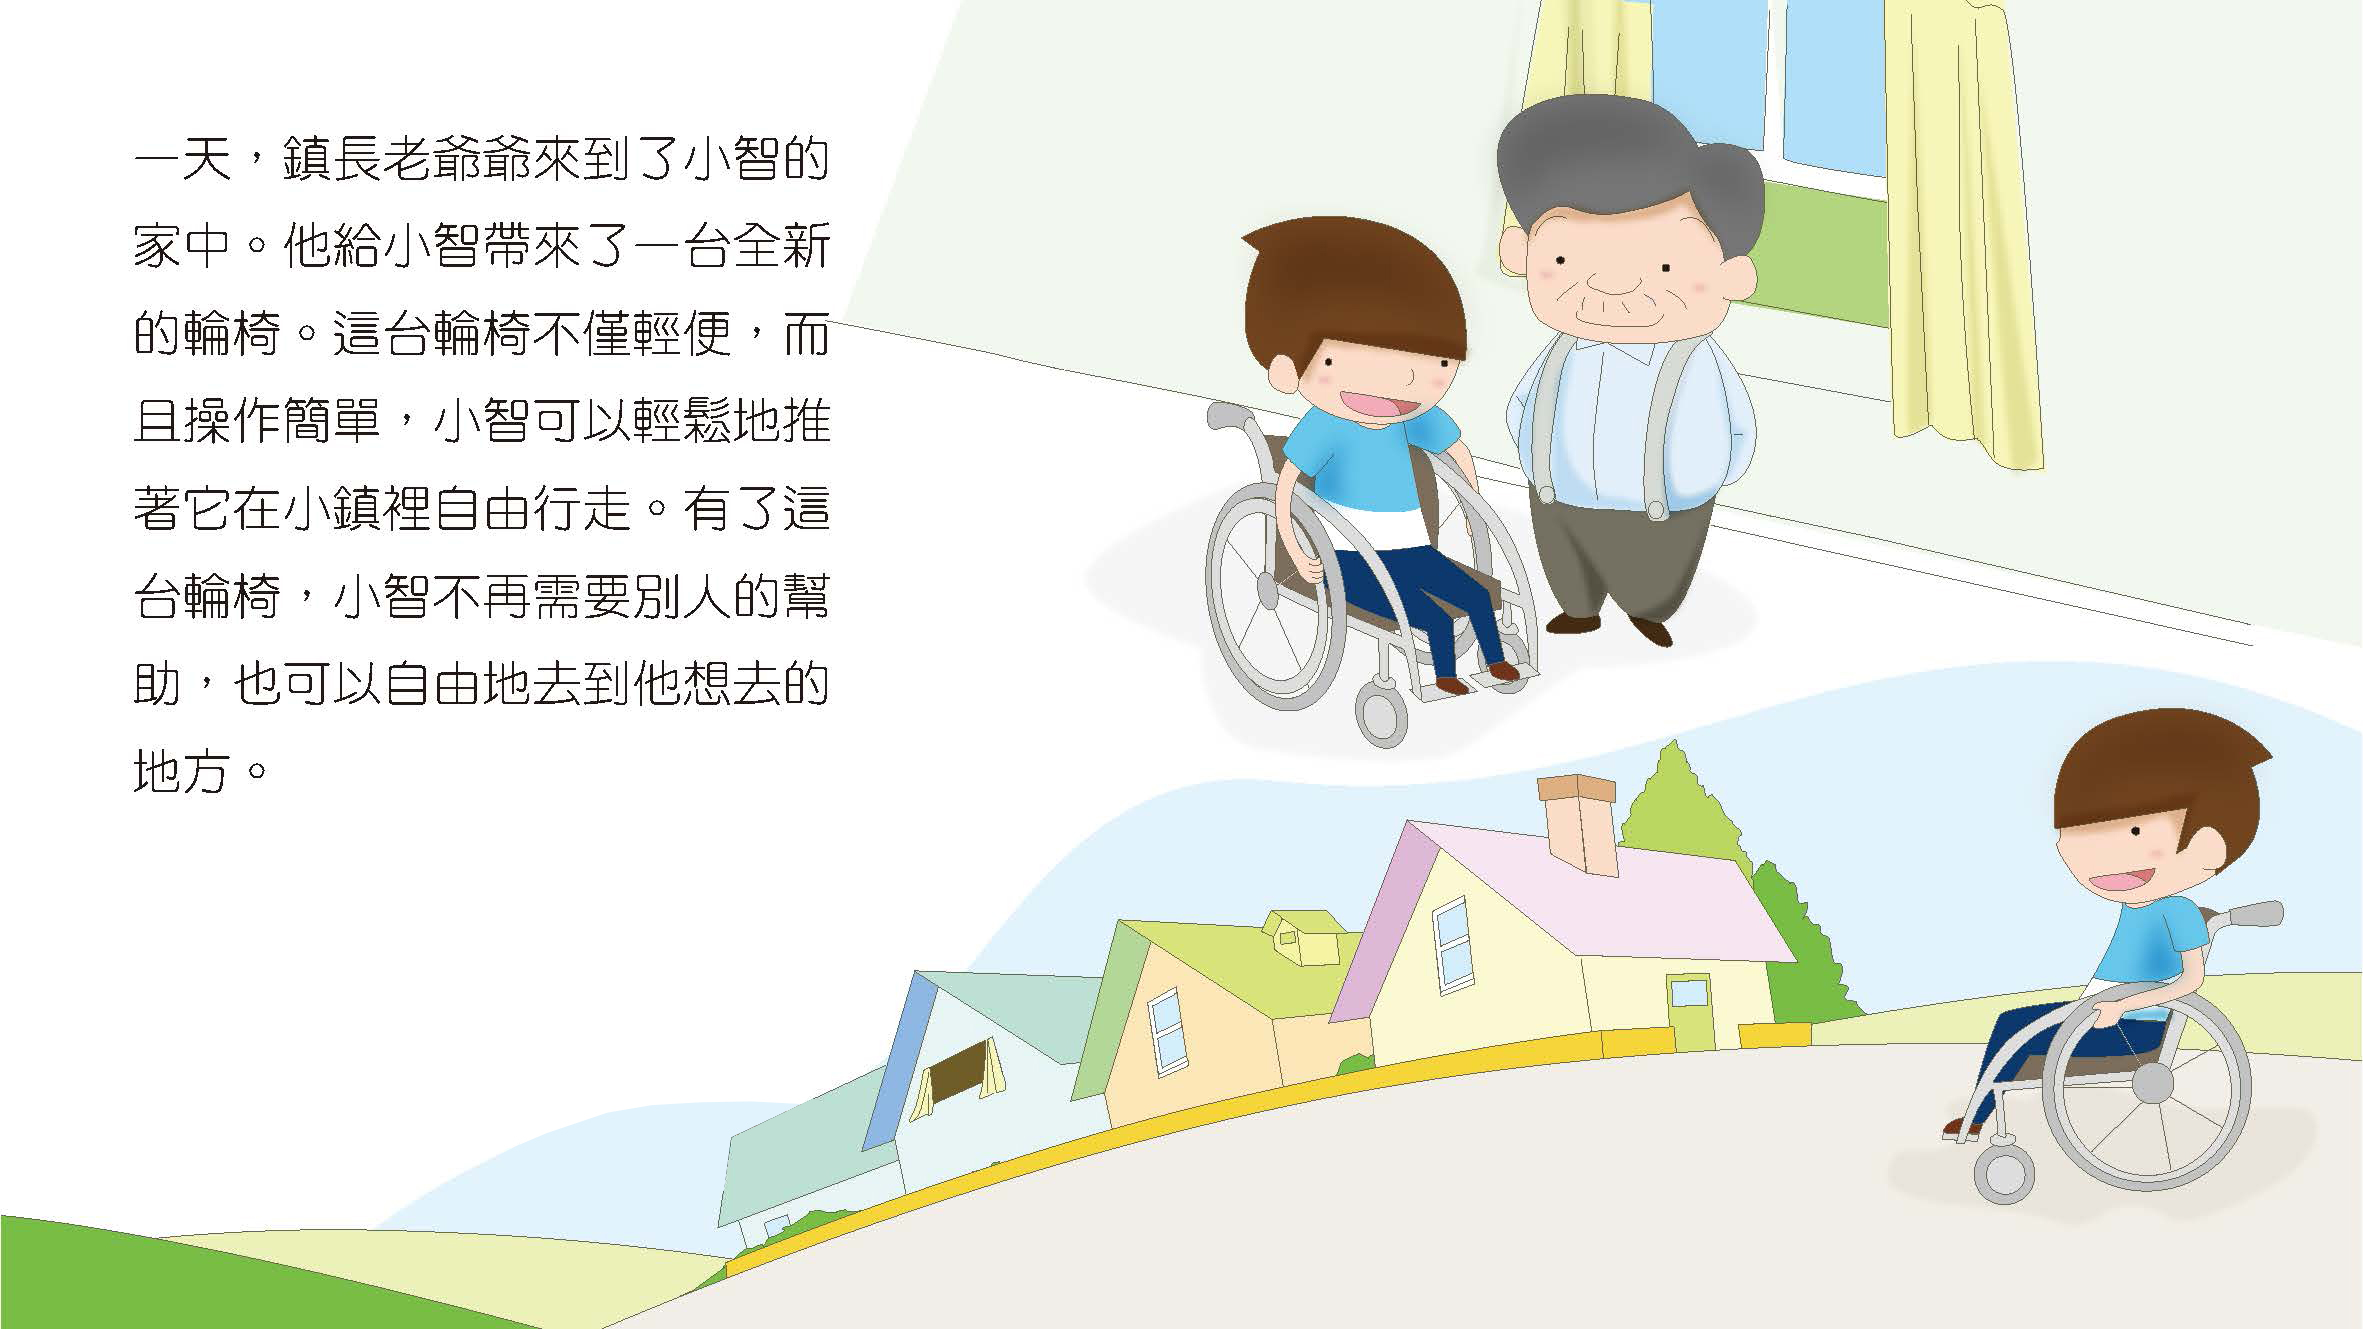 一天，鎮長老爺爺來到了小智的
家中。他給小智帶來了一台全新
的輪椅。這台輪椅不僅輕便，而
且操作簡單，小智可以輕鬆地推
著它在小鎮裡自由行走。有了這
台輪椅，小智不再需要別人的幫
助，也可以自由地去到他想去的
地方。